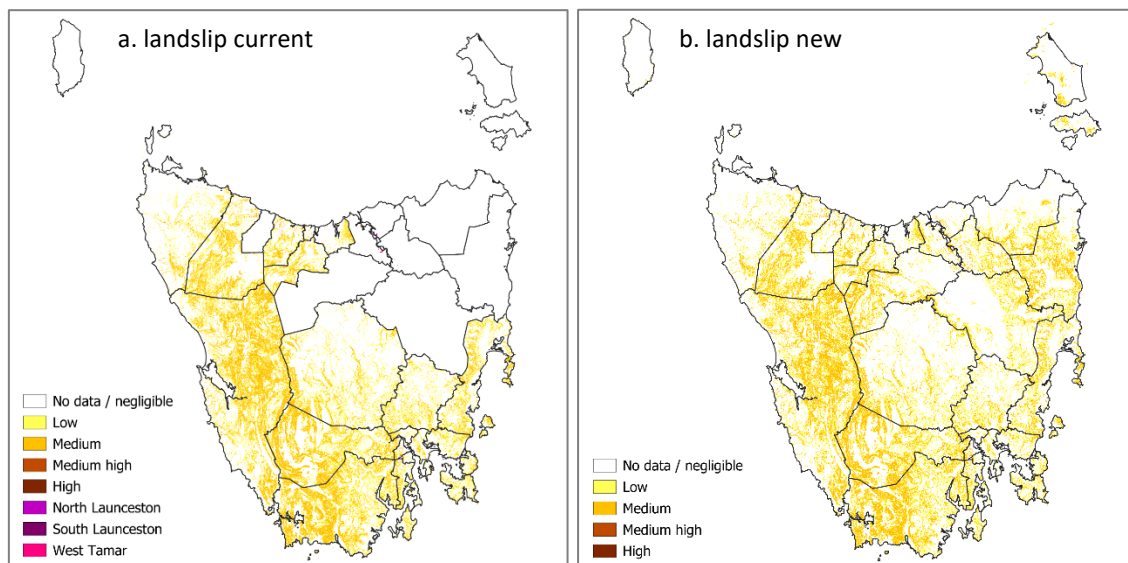 a. landslip current
No data / negligible
Low
Medium
Medium high
High
North Launceston
South Launceston
West Tamar
b. landslip new
No data / negligible
Low
Medium
Medium high
High